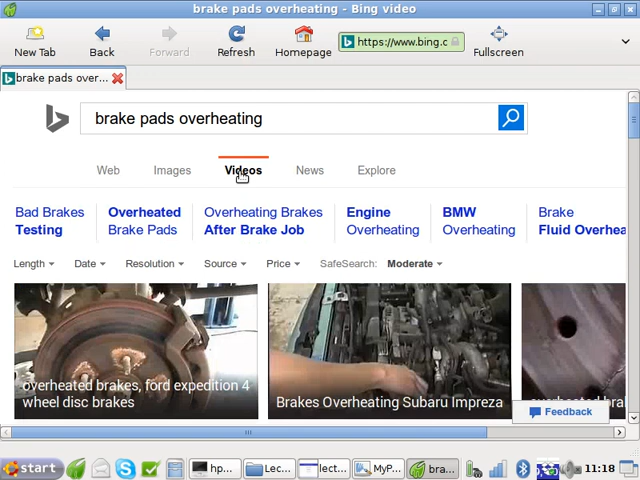 brake pads overheating - Bing video
New Tab
Back
Forward
Refresh
Homepage
https://www.bing.c
Fullscreen
brake pads over...
brake pads overheating
Web
Images
Videos
News
Explore
Bad Brakes
Testing
Overheated
Brake Pads
Overheating Brakes
After Brake Job
Engine
Overheating
BMW
Overheating
Brake
Fluid Overhea
Length
Date
Resolution
Source
Price
SafeSearch:
Moderate
overheated brakes, ford expedition 4
wheel disc brakes
Brakes Overheating Subaru Impreza
Feedback
start
hp...
Lec...
lect...
MyP...
bra...
11:18